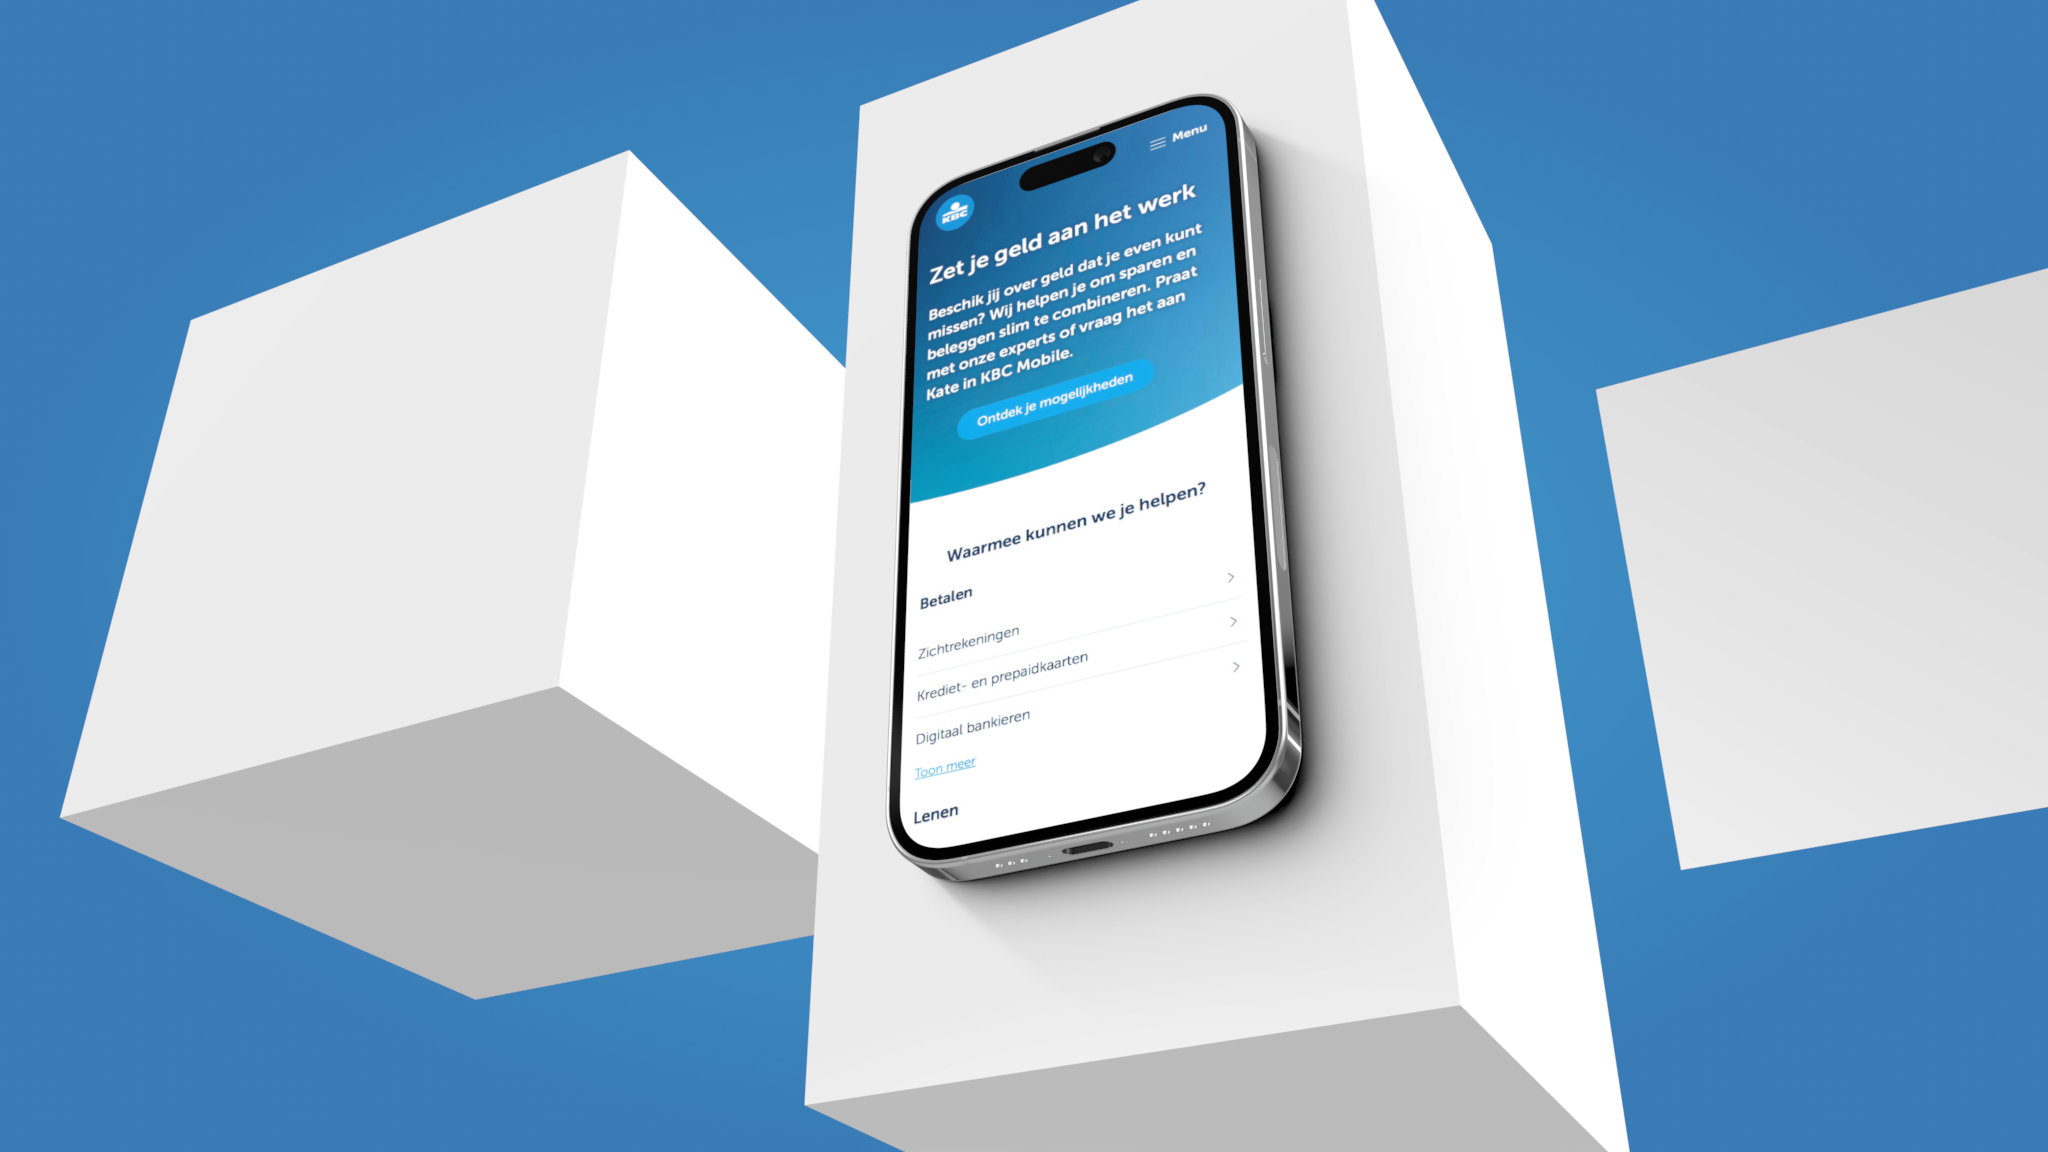 Menu
KBC
Zet je geld aan het werk
Beschik jij over geld dat je even kunt
missen? Wij helpen je om sparen en
beleggen slim te combineren. Praat
met onze experts of vraag het aan
Kate in KBC Mobile.
Ontdek je mogelijkheden
Waarmee kunnen we je helpen?
Betalen
Zichtrekeningen
Krediet- en prepaidkaarten
Digitaal bankieren
Toon meer
Lenen